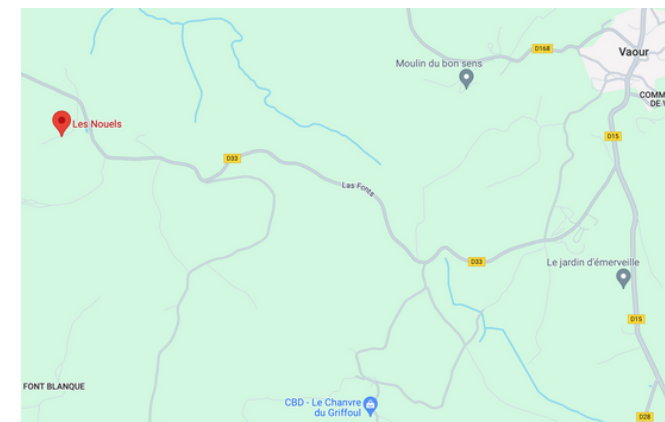 D168
Vaour
Moulin du bon sens
COMM
DE V
Les Nouels
D15
D33
Las Fonts
D33
Le jardin d'émerveille
D15
FONT BLANQUE
CBD - Le Chanvre
du Griffoul
D28